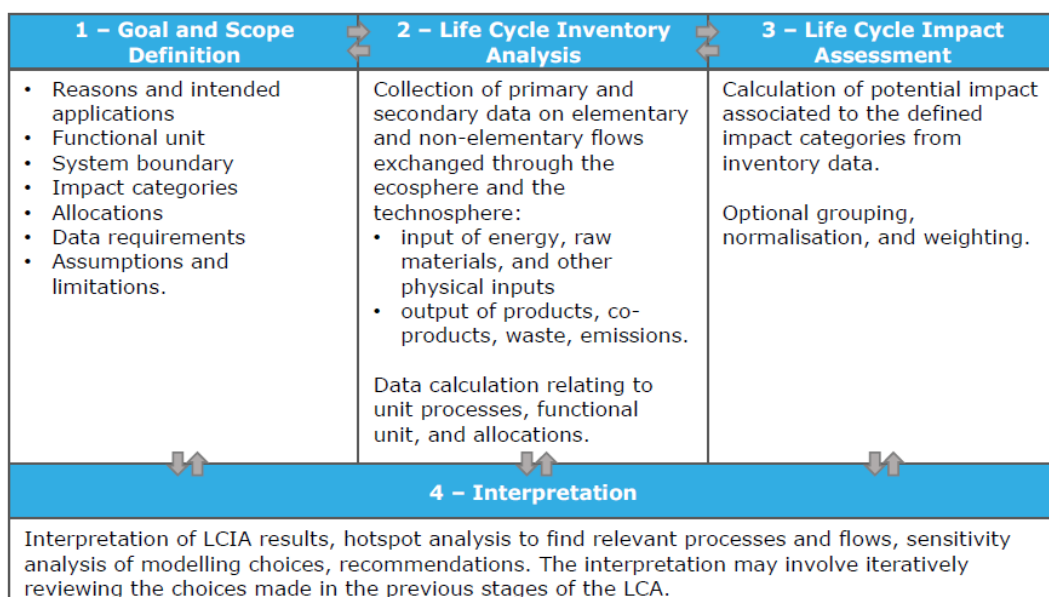 1 – Goal and Scope
Definition
2 – Life Cycle Inventory
Analysis
3 – Life Cycle Impact
Assessment
• Reasons and intended
applications
• Functional unit
• System boundary
• Impact categories
• Allocations
• Data requirements
• Assumptions and
limitations.
Collection of primary and
secondary data on elementary
and non-elementary flows
exchanged through the
ecosphere and the
technosphere:
• input of energy, raw
materials, and other
physical inputs
• output of products, co-
products, waste, emissions.
Data calculation relating to
unit processes, functional
unit, and allocations.
Calculation of potential impact
associated to the defined
impact categories from
inventory data.
Optional grouping,
normalisation, and weighting.
4 – Interpretation
Interpretation of LCIA results, hotspot analysis to find relevant processes and flows, sensitivity
analysis of modelling choices, recommendations. The interpretation may involve iteratively
reviewing the choices made in the previous stages of the LCA.